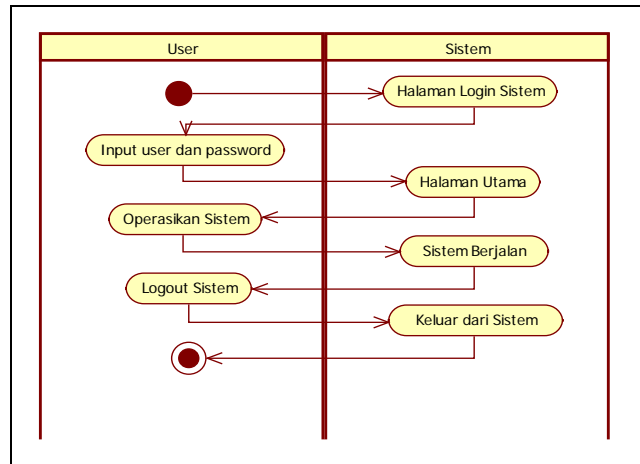 User
Sistem
Halaman Login Sistem
Input user dan password
Halaman Utama
Operasikan Sistem
Sistem Berjalan
Logout Sistem
Keluar dari Sistem